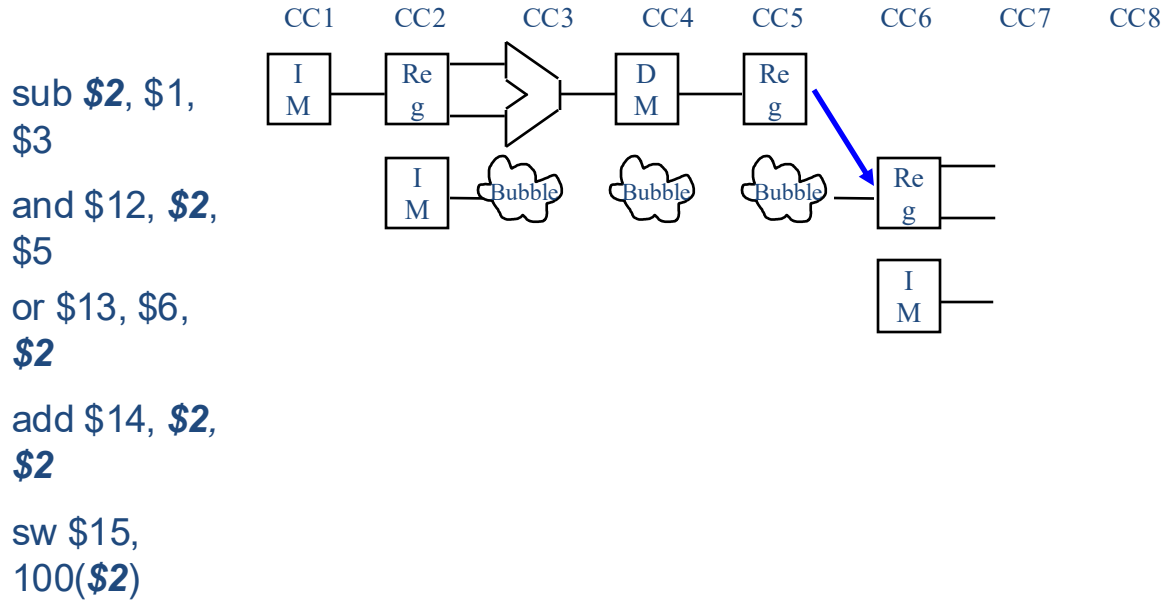 CC1 CC2 CC3 CC4 CC5 CC6 CC7 CC8
sub $2, $1,
$3
I
M
Re
g
D
M
Re
g
and $12, $2,
$5
I
M
Bubble
Bubble
Bubble
Re
g
or $13, $6,
$2
I
M
add $14, $2,
$2
sw $15,
100($2)